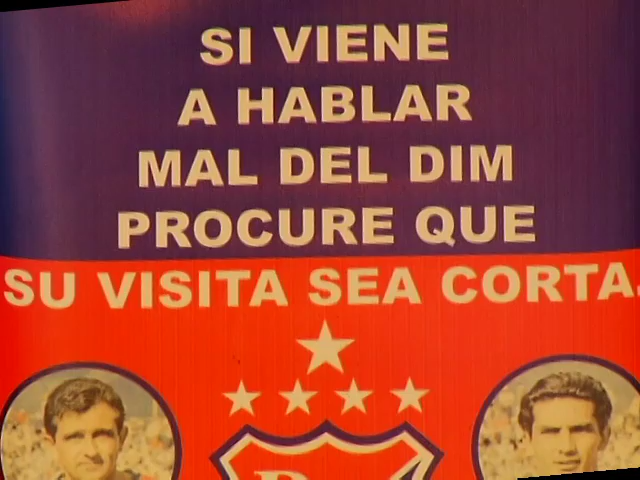 SI VIENE
A HABLAR
MAL DEL DIM
PROCURE QUE
SU VISITA SEA CORTA.